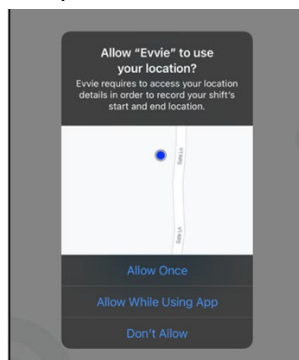 Allow “Evvie” to use
your location?
Evvie requires to access your location
details in order to record your shift's
start and end location.
Allow Once
Allow While Using App
Don't Allow